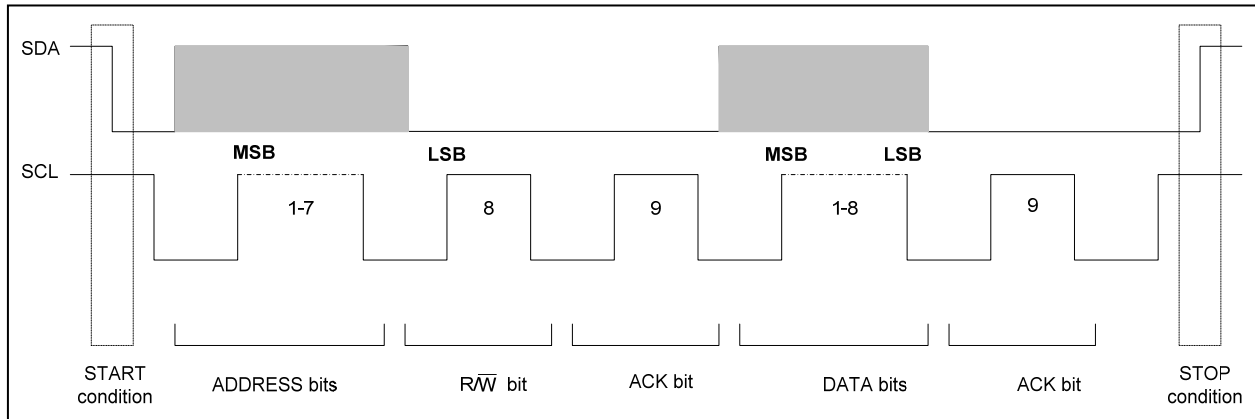 SDA
MSB LSB MSB LSB
SCL
1-7 8 9 1-8 9
START condition
ADDRESS bits
R/W̅ bit
ACK bit
DATA bits
ACK bit
STOP condition